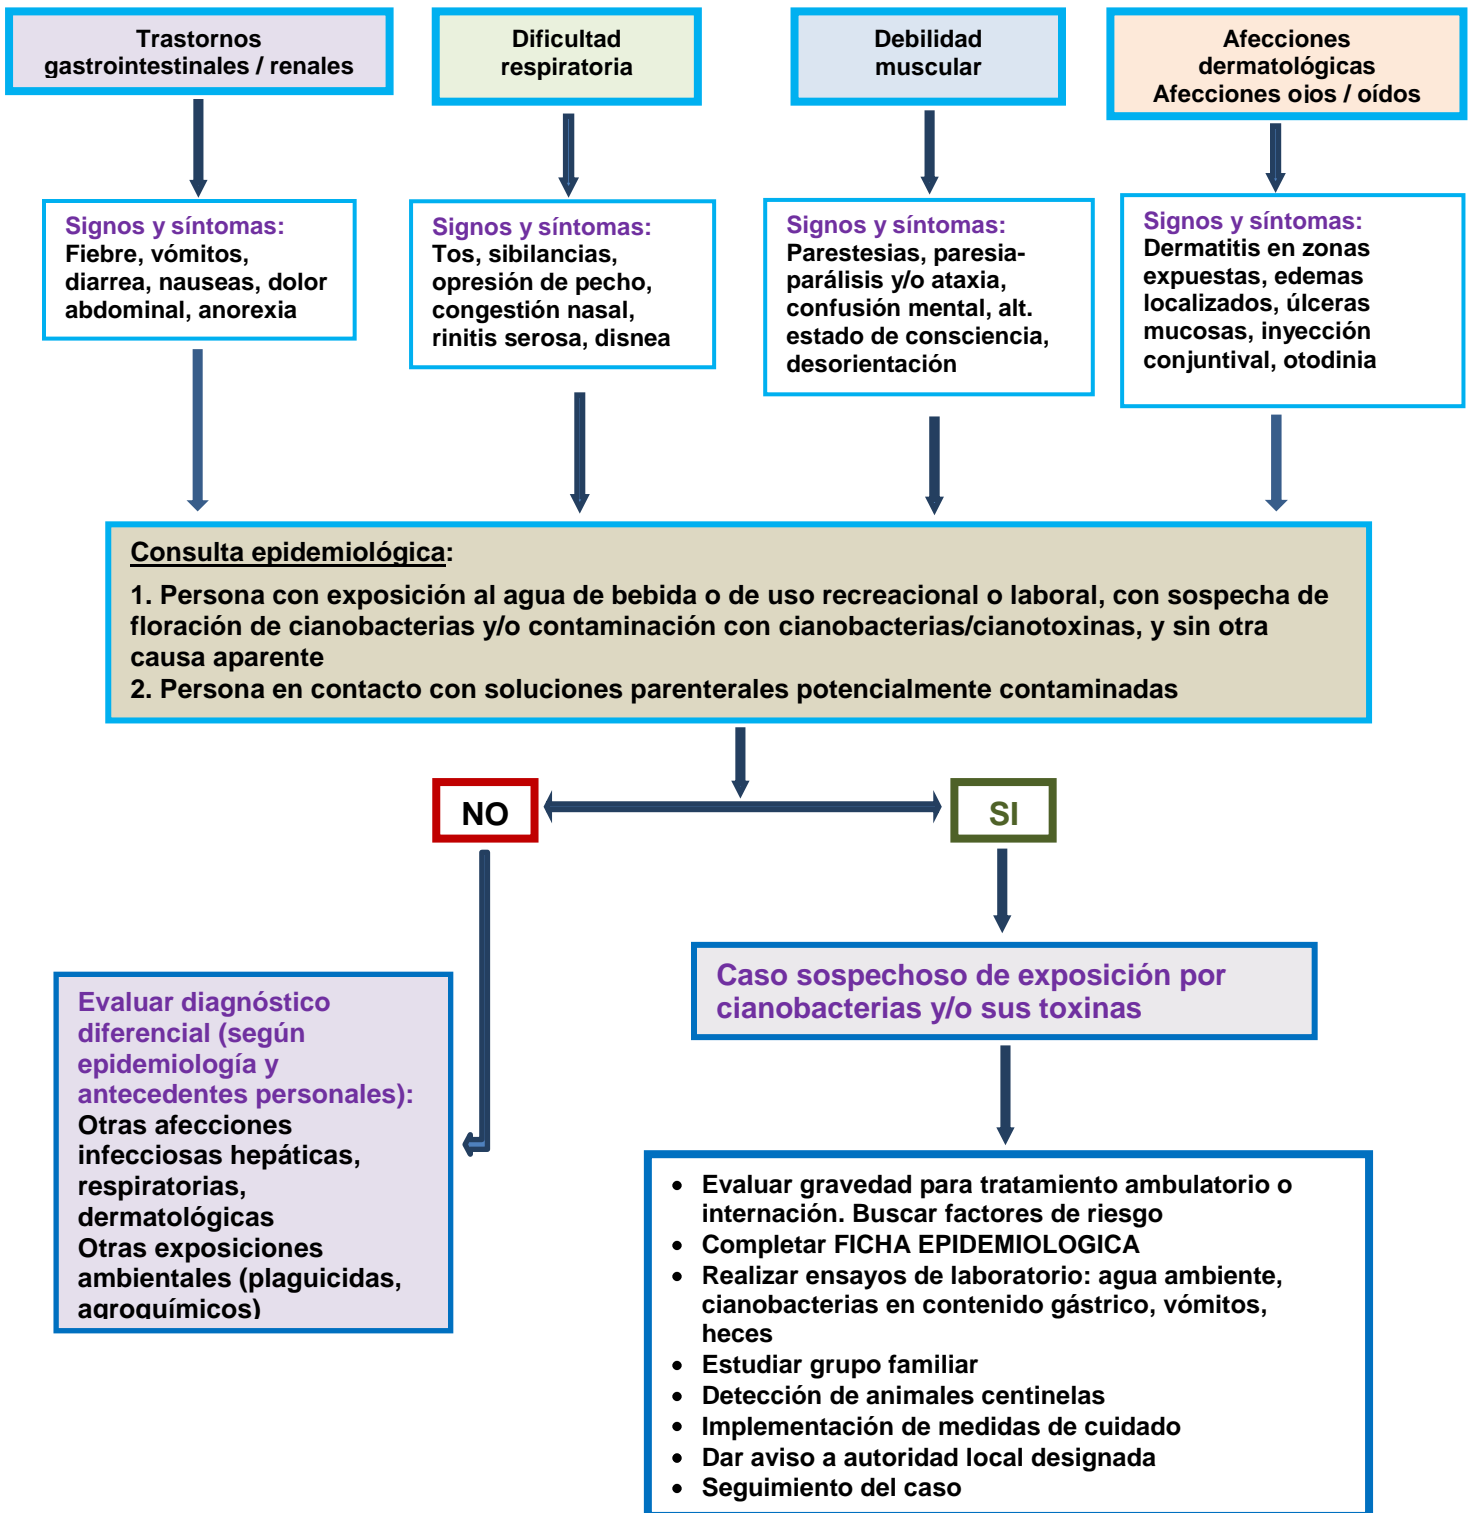 Trastornos
gastrointestinales / renales
Dificultad
respiratoria
Debilidad
muscular
Afecciones
dermatológicas
Afecciones ojos / oídos
Signos y síntomas:
Fiebre, vómitos,
diarrea, nauseas, dolor
abdominal, anorexia
Signos y síntomas:
Tos, sibilancias,
opresión de pecho,
congestión nasal,
rinitis serosa, disnea
Signos y síntomas:
Parestesias, paresia-
parálisis y/o ataxia,
confusión mental, alt.
estado de consciencia,
desorientación
Signos y síntomas:
Dermatitis en zonas
expuestas, edemas
localizados, úlceras
mucosas, inyección
conjuntival, otodinia
Consulta epidemiológica:
1. Persona con exposición al agua de bebida o de uso recreacional o laboral, con sospecha de
floración de cianobacterias y/o contaminación con cianobacterias/cianotoxinas, y sin otra
causa aparente
2. Persona en contacto con soluciones parenterales potencialmente contaminadas
NO
SI
Evaluar diagnóstico
diferencial (según
epidemiología y
antecedentes personales):
Otras afecciones
infecciosas hepáticas,
respiratorias,
dermatológicas
Otras exposiciones
ambientales (plaguicidas,
agroquímicos)
Caso sospechoso de exposición por
cianobacterias y/o sus toxinas
• Evaluar gravedad para tratamiento ambulatorio o
internación. Buscar factores de riesgo
• Completar FICHA EPIDEMIOLOGICA
• Realizar ensayos de laboratorio: agua ambiente,
cianobacterias en contenido gástrico, vómitos,
heces
• Estudiar grupo familiar
• Detección de animales centinelas
• Implementación de medidas de cuidado
• Dar aviso a autoridad local designada
• Seguimiento del caso